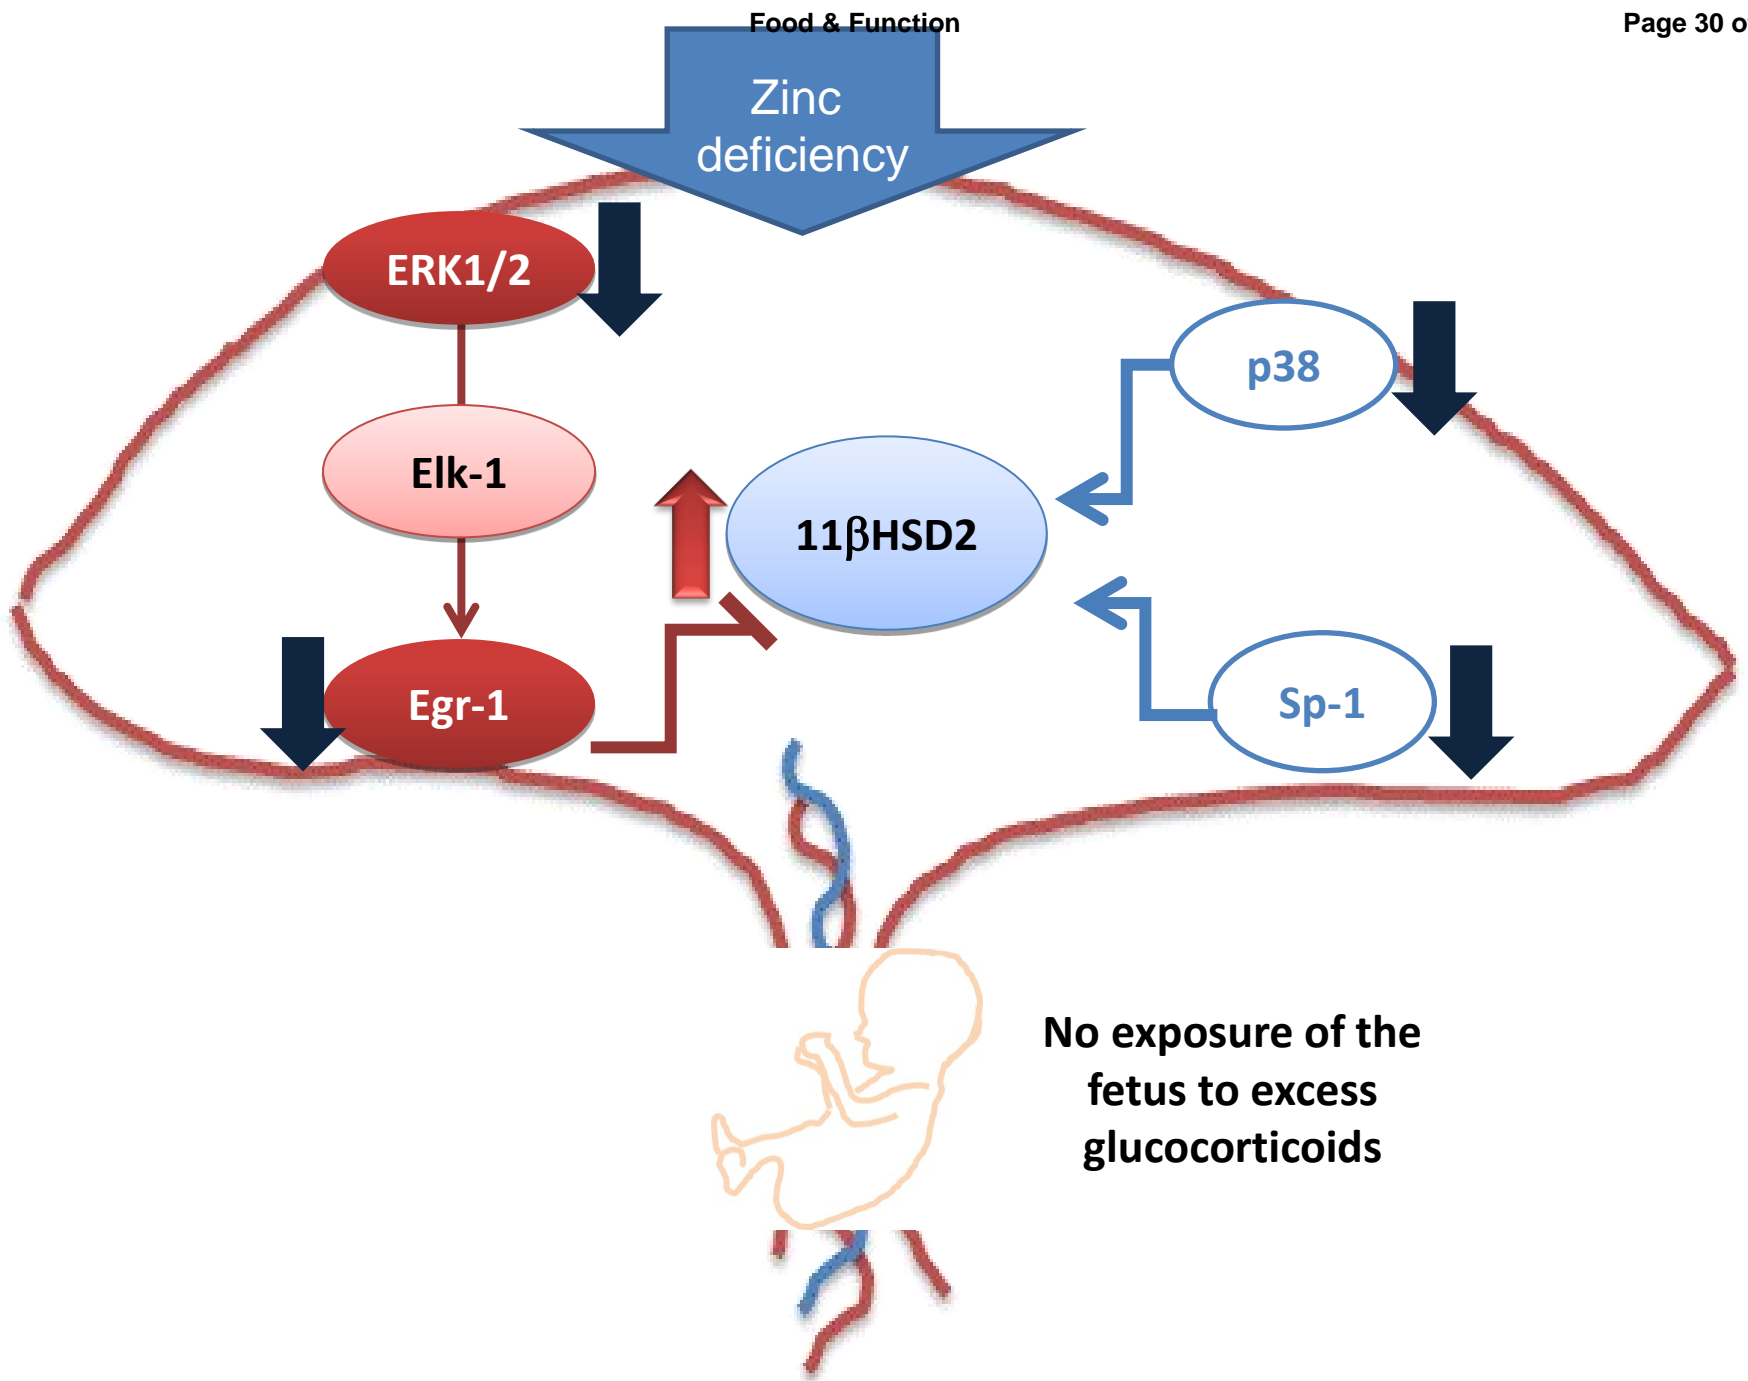 Food & Function
Page 30 o
Zinc
deficiency
ERK1/2
p38
Elk-1
11βHSD2
Egr-1
Sp-1
No exposure of the
fetus to excess
glucocorticoids